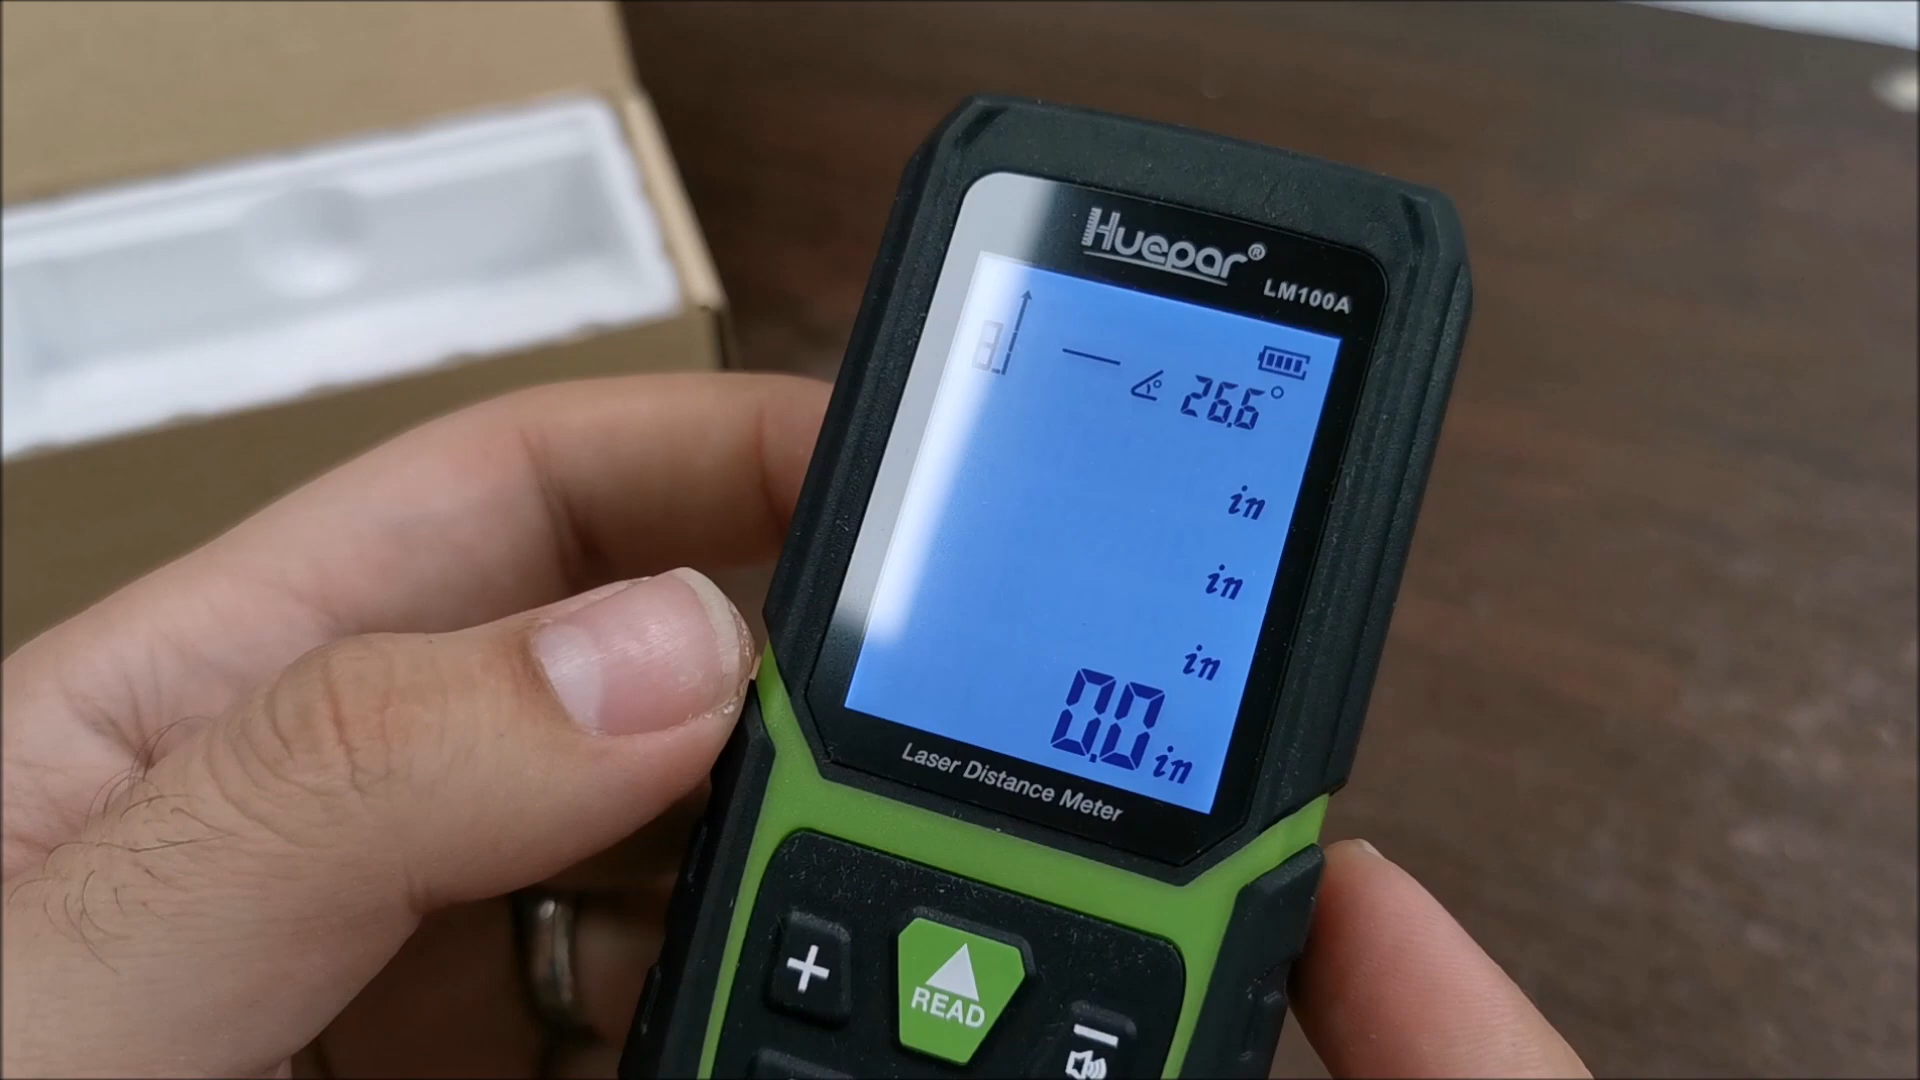 Huepar®
LM100A
26.6°
in
in
in
0.0 in
Laser Distance Meter
+
READ
−